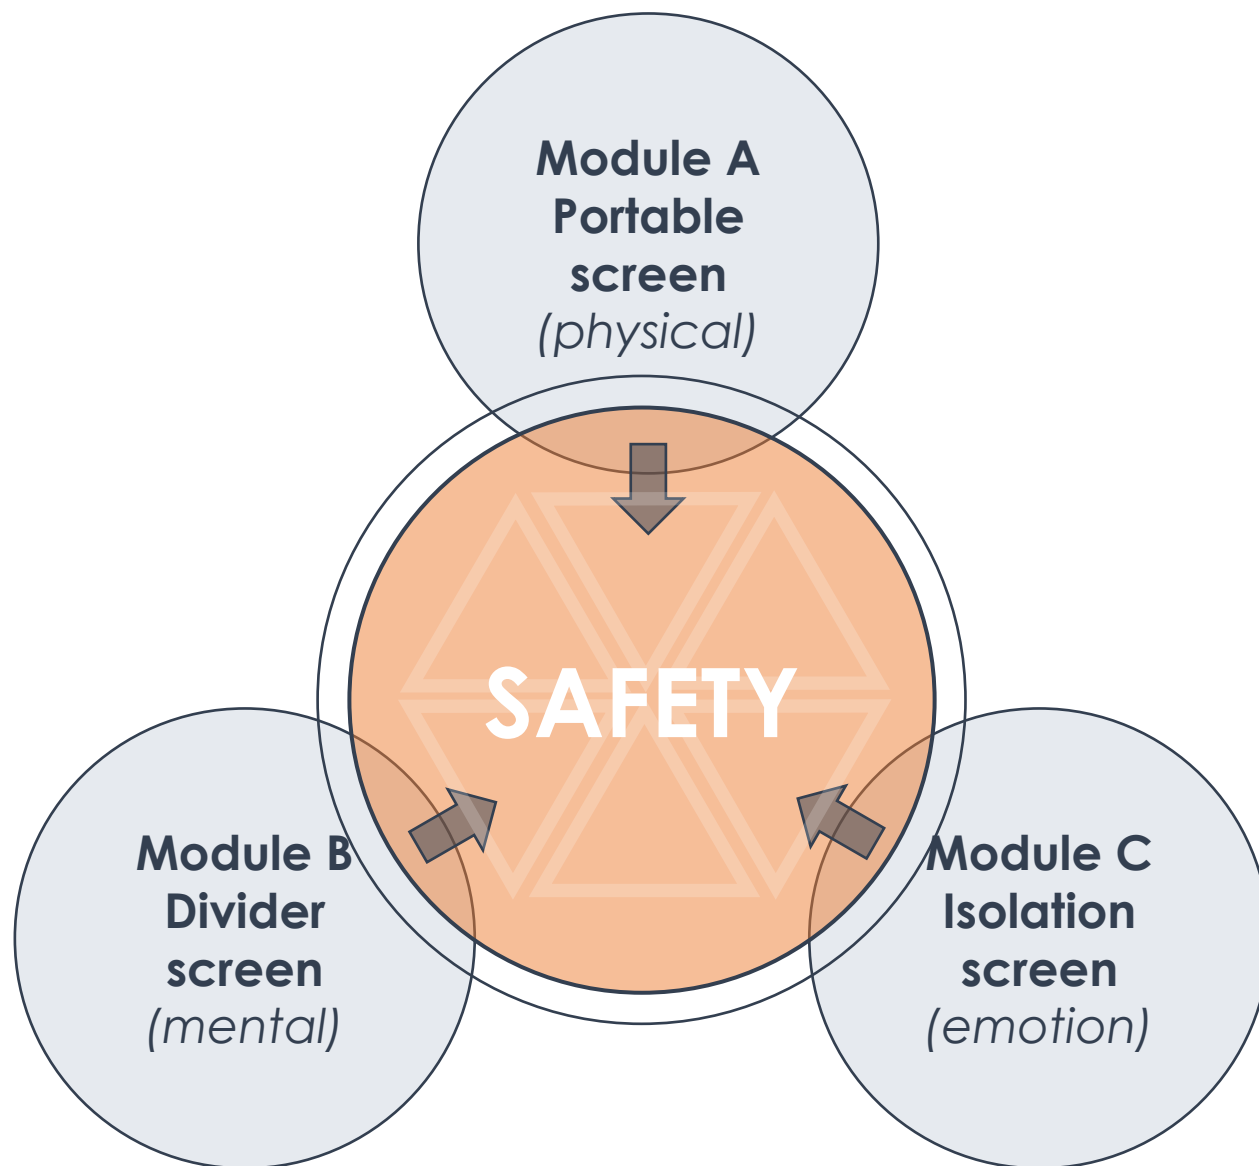 Module A
Portable
screen
(physical)
SAFETY
Module B
Divider
screen
(mental)
Module C
Isolation
screen
(emotion)